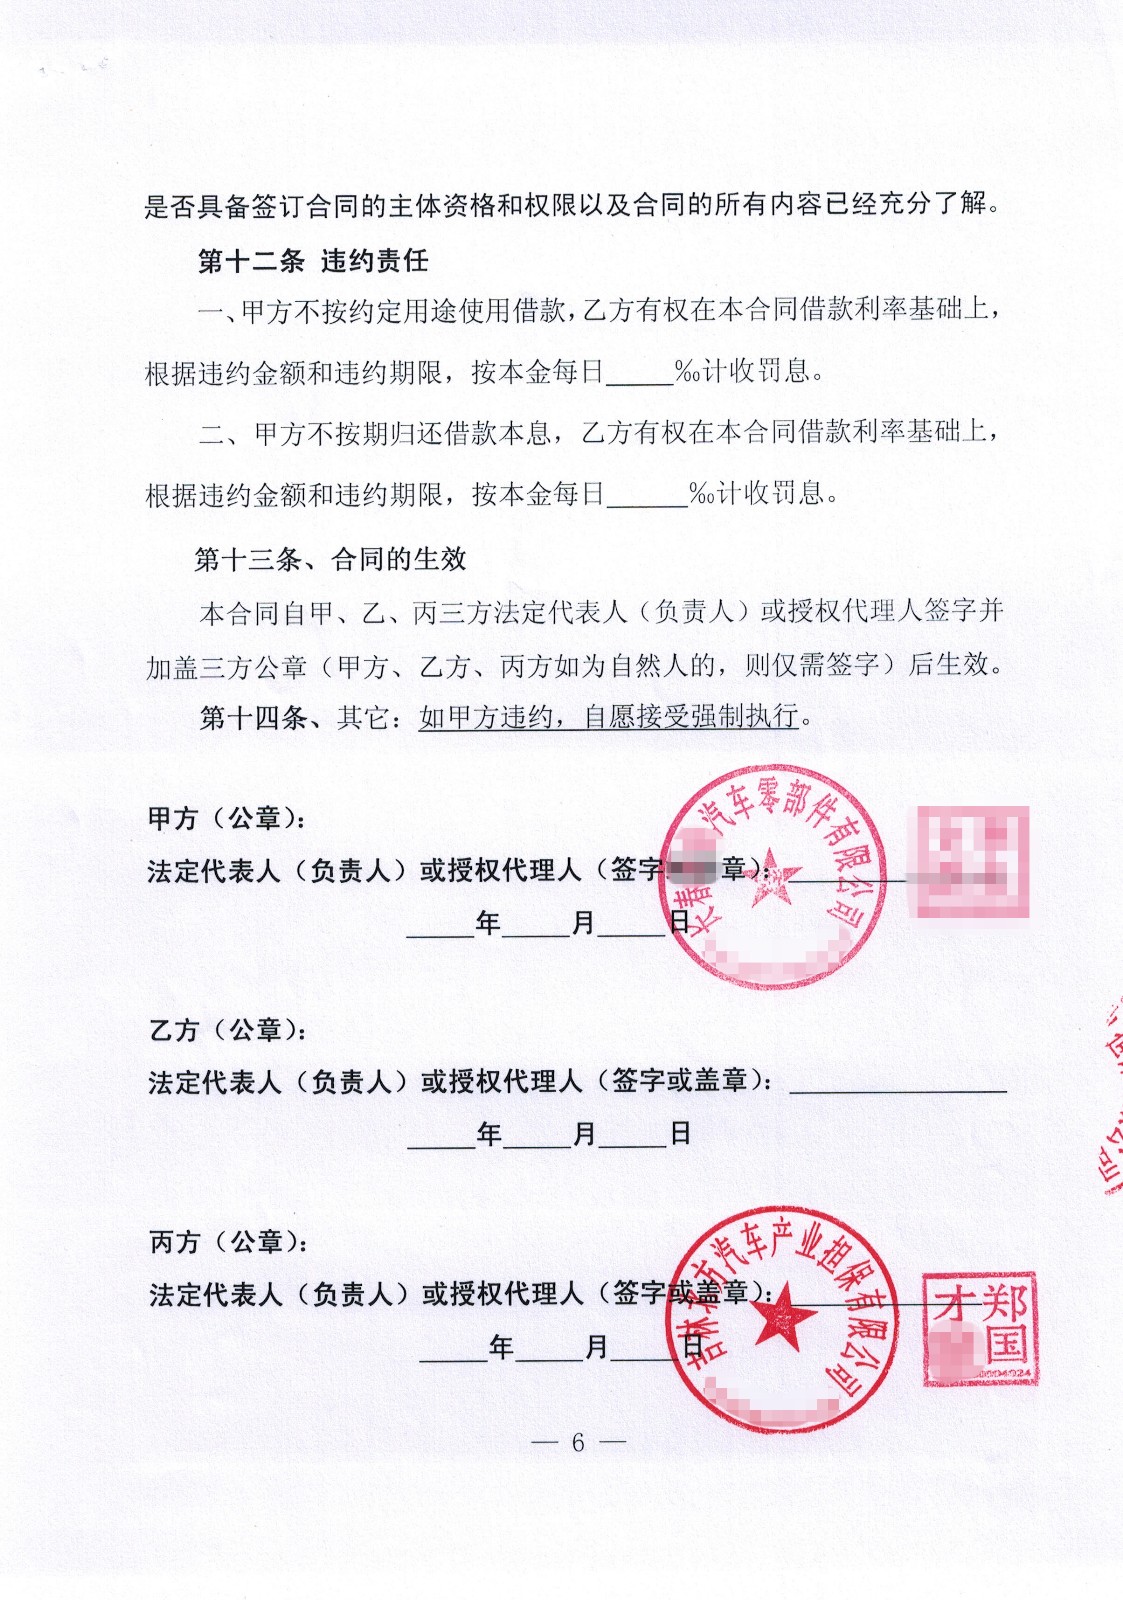 是否具备签订合同的主体资格和权限以及合同的所有内容已经充分了解。
第十二条 违约责任
一、甲方不按约定用途使用借款，乙方有权在本合同借款利率基础上，
根据违约金额和违约期限，按本金每日_____‰计收罚息。
二、甲方不按期归还借款本息，乙方有权在本合同借款利率基础上，
根据违约金额和违约期限，按本金每日______‰计收罚息。
第十三条、合同的生效
本合同自甲、乙、丙三方法定代表人（负责人）或授权代理人签字并
加盖三方公章（甲方、乙方、丙方如为自然人的，则仅需签字）后生效。
第十四条、其它：如甲方违约，自愿接受强制执行。
甲方（公章）：
法定代表人（负责人）或授权代理人（签字 章）：
长春 汽车零部件有限公司
_____年_____月_____日
乙方（公章）：
法定代表人（负责人）或授权代理人（签字或盖章）：
_____年_____月_____日
丙方（公章）：
法定代表人（负责人）或授权代理人（签字或盖章）：
吉林北方汽车产业担保有限公司
郑国 才
_____年_____月_____日
— 6 —